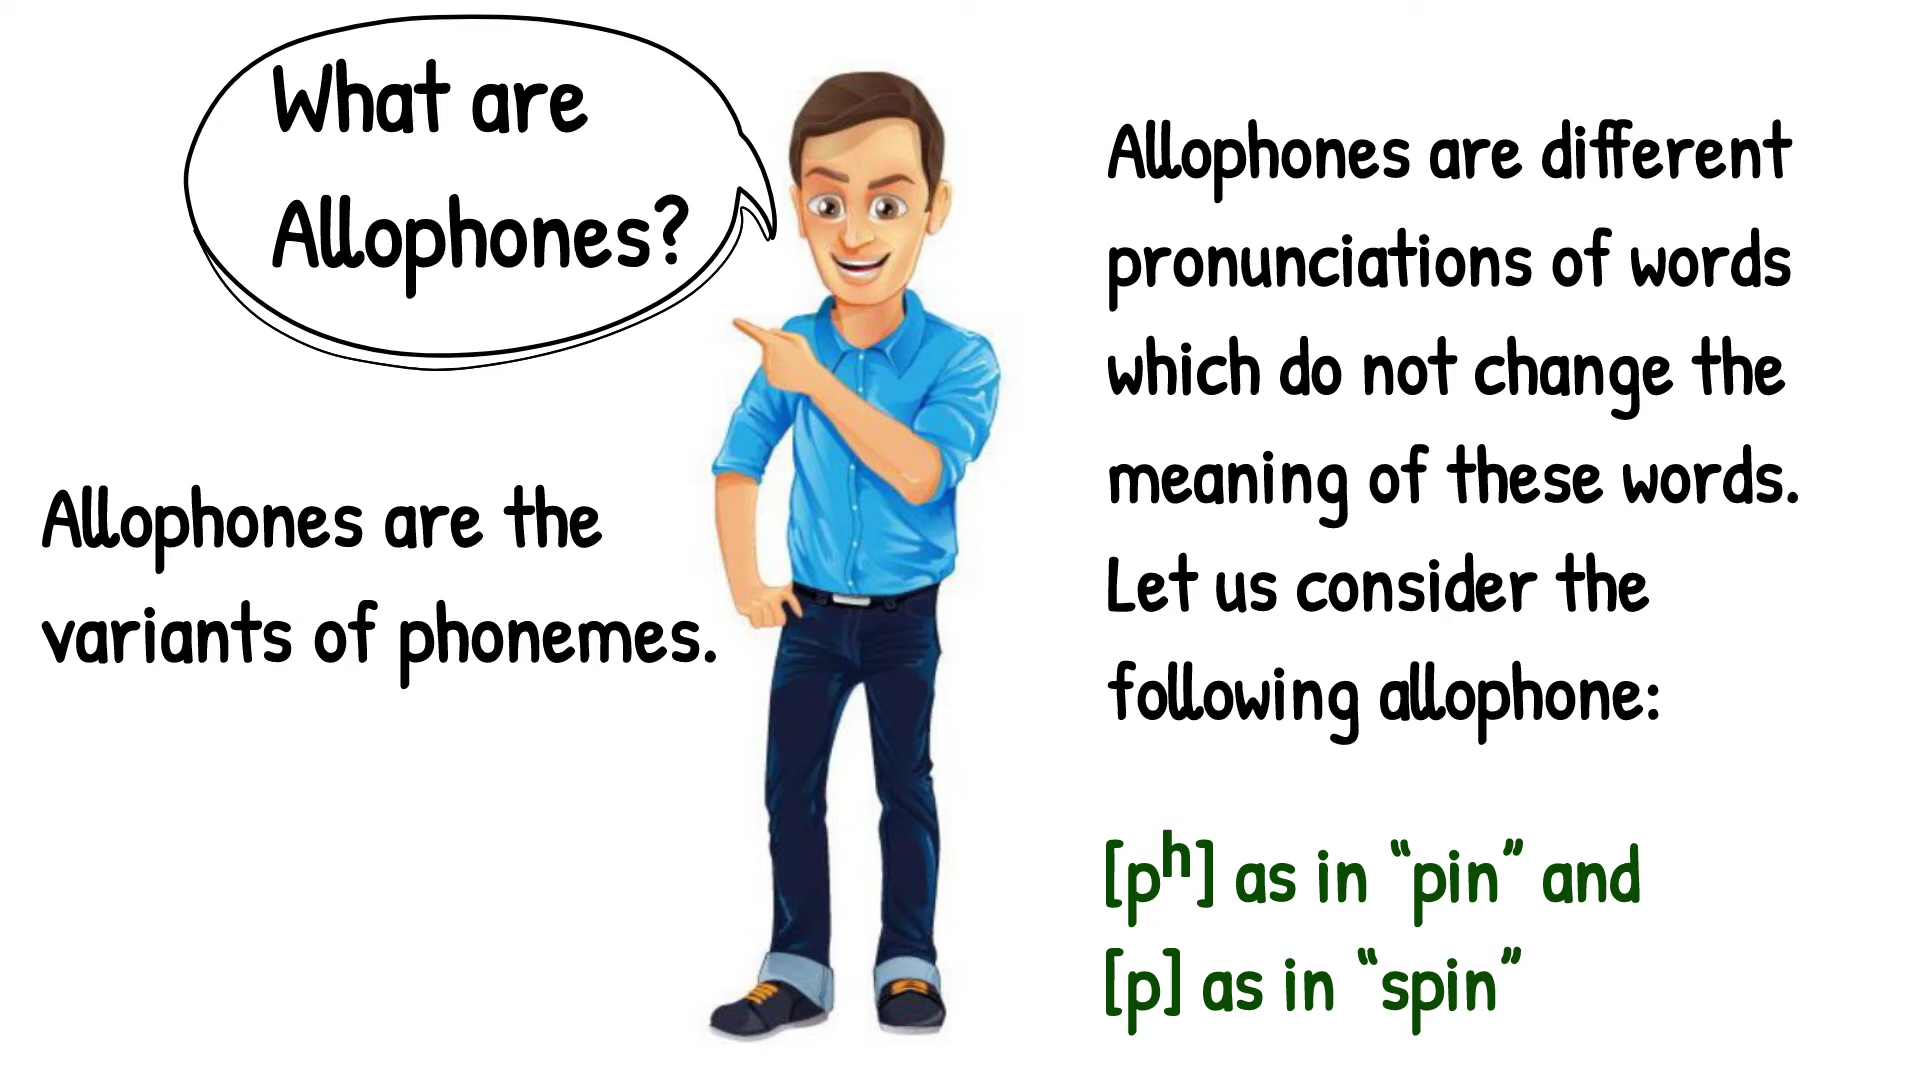 What are
Allophones?
Allophones are the
variants of phonemes.
Allophones are different
pronunciations of words
which do not change the
meaning of these words.
Let us consider the
following allophone:
[pʰ] as in “pin” and
[p] as in “spin”